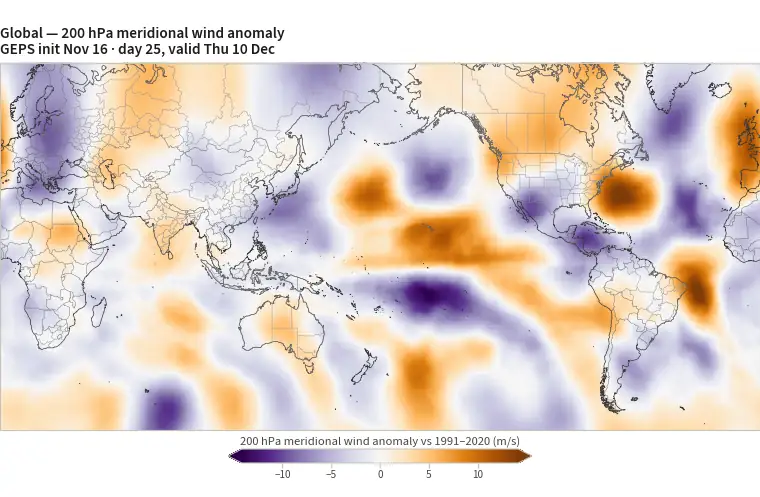 Global — 200 hPa meridional wind anomaly
GEPS init Nov 16 · day 25, valid Thu 10 Dec
200 hPa meridional wind anomaly vs 1991–2020 (m/s)
−10 −5 0 5 10